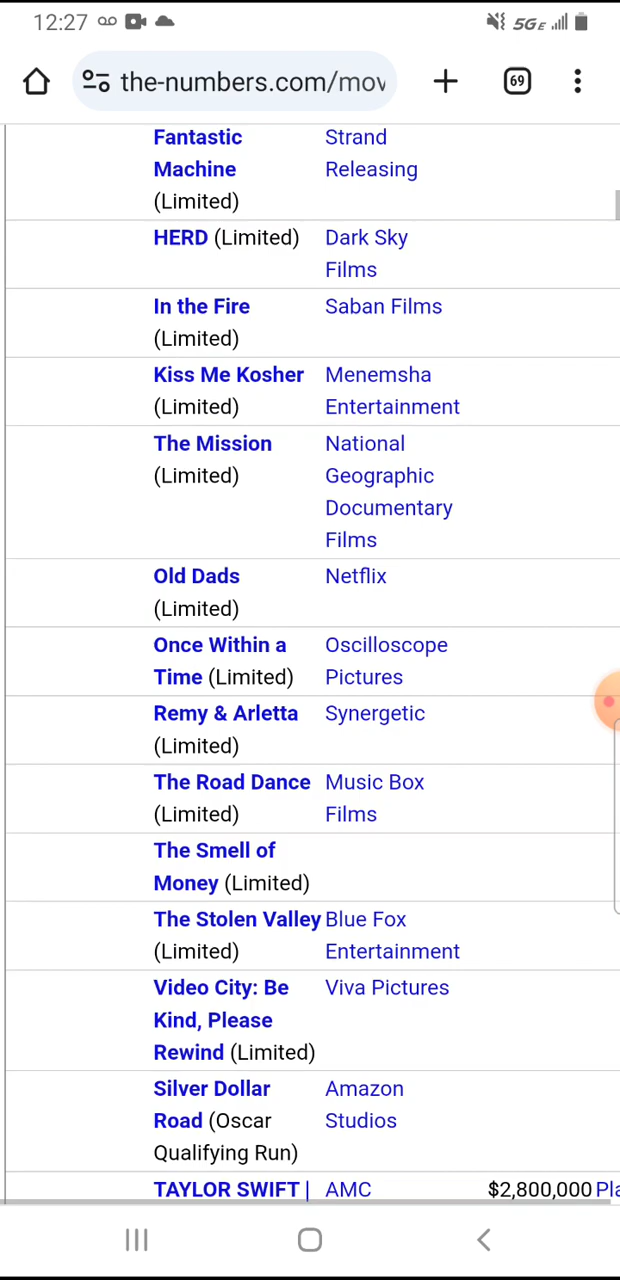 12:27
5GE
the-numbers.com/mov
69
Fantastic Strand
Machine Releasing
(Limited)
HERD (Limited) Dark Sky
Films
In the Fire Saban Films
(Limited)
Kiss Me Kosher Menemsha
(Limited) Entertainment
The Mission National
(Limited) Geographic
Documentary
Films
Old Dads Netflix
(Limited)
Once Within a Oscilloscope
Time (Limited) Pictures
Remy & Arletta Synergetic
(Limited)
The Road Dance Music Box
(Limited) Films
The Smell of
Money (Limited)
The Stolen Valley Blue Fox
(Limited) Entertainment
Video City: Be Viva Pictures
Kind, Please
Rewind (Limited)
Silver Dollar Amazon
Road (Oscar Studios
Qualifying Run)
TAYLOR SWIFT | AMC $2,800,000 Pla